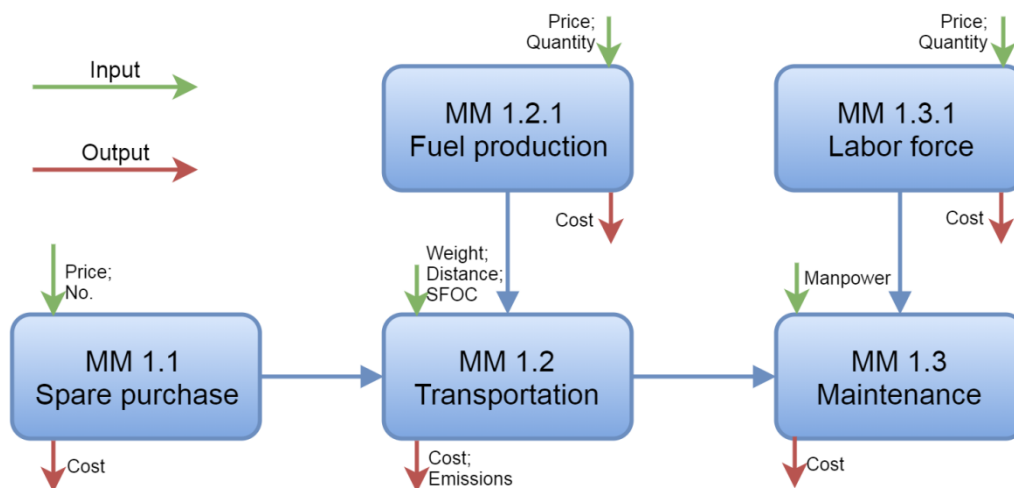 Price;
Quantity
Price;
Quantity
Input
MM 1.2.1
Fuel production
MM 1.3.1
Labor force
Output
Cost
Cost
Price;
No.
Weight;
Distance;
SFOC
Manpower
MM 1.1
Spare purchase
MM 1.2
Transportation
MM 1.3
Maintenance
Cost
Cost;
Emissions
Cost